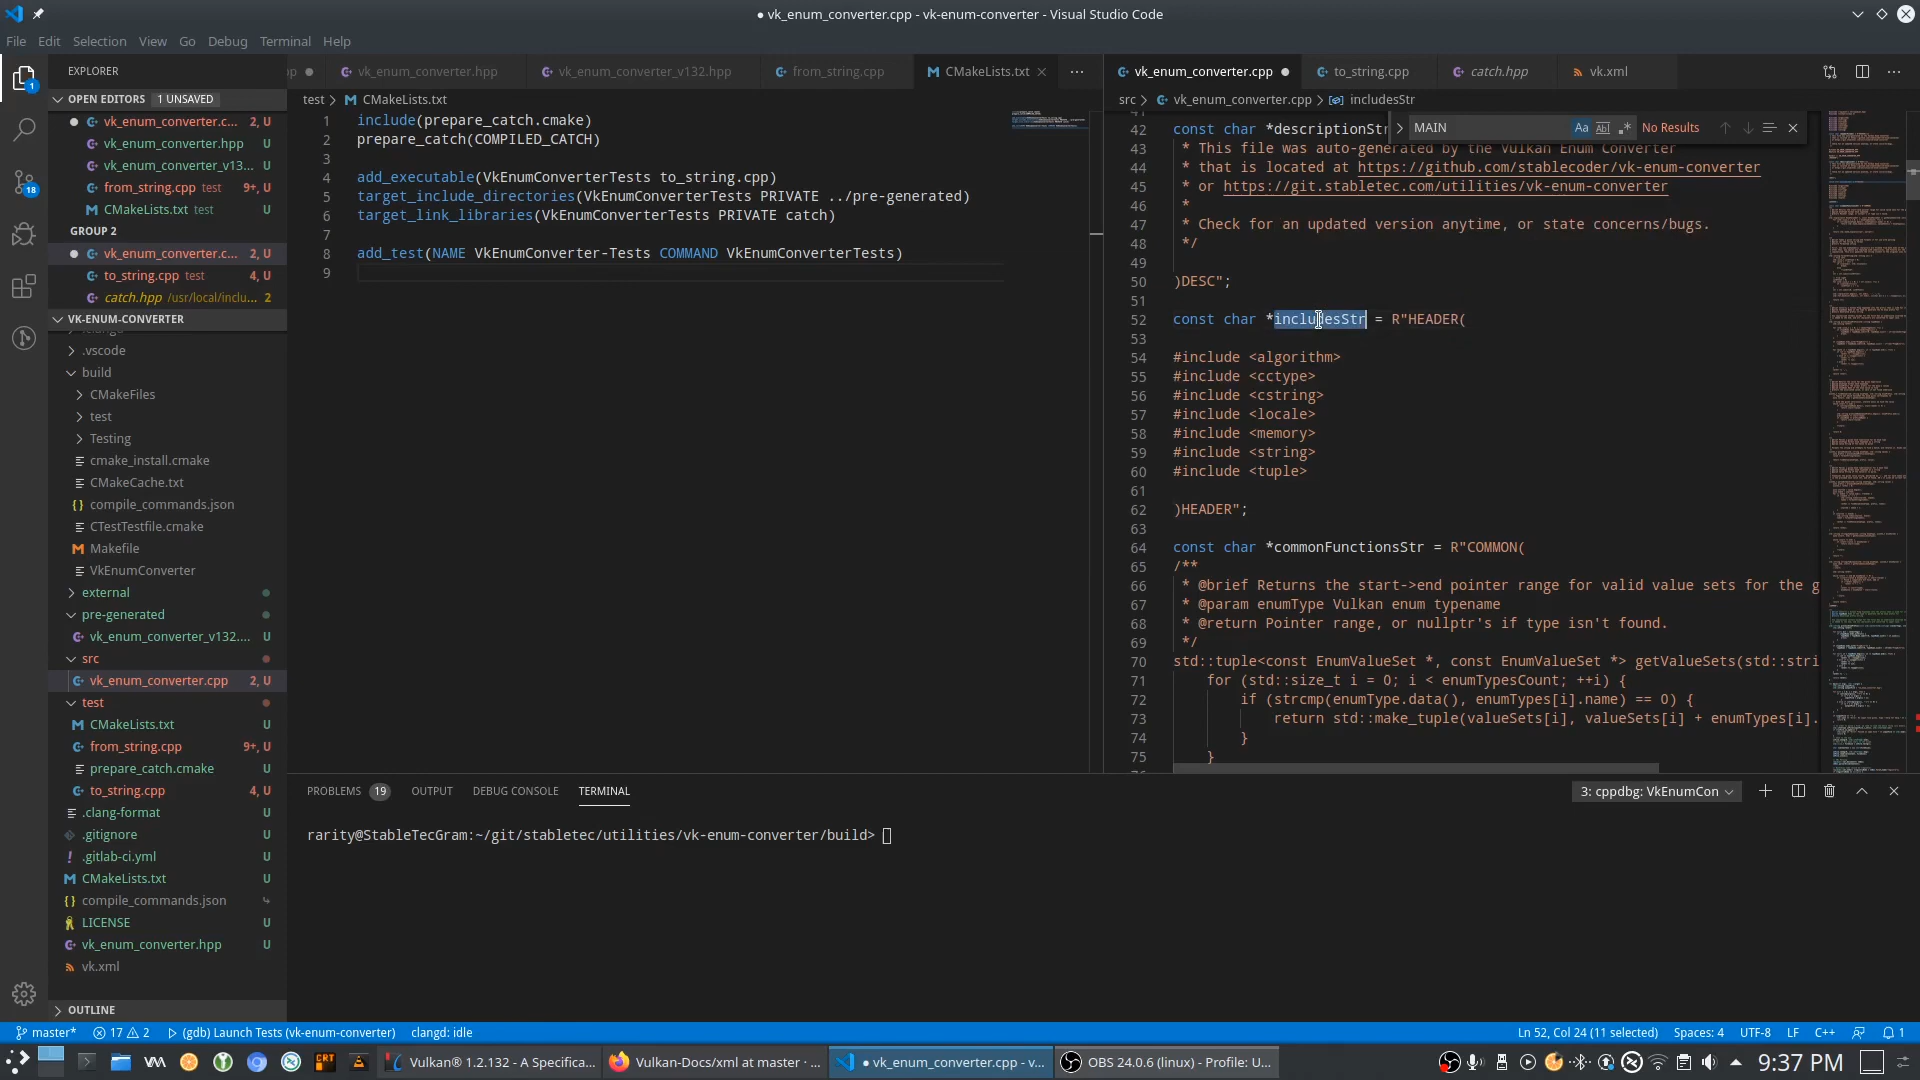 ● vk_enum_converter.cpp - vk-enum-converter - Visual Studio Code
File Edit Selection View Go Debug Terminal Help
EXPLORER
OPEN EDITORS 1 UNSAVED
vk_enum_converter.c... 2, U
vk_enum_converter.hpp U
vk_enum_converter_v13... U
from_string.cpp test 9+, U
CMakeLists.txt test U
GROUP 2
vk_enum_converter.c... 2, U
to_string.cpp test 4, U
catch.hpp /usr/local/inclu... 2
VK-ENUM-CONVERTER
.vscode
build
CMakeFiles
test
Testing
cmake_install.cmake
CMakeCache.txt
compile_commands.json
CTestTestfile.cmake
Makefile
VkEnumConverter
external
pre-generated
vk_enum_converter_v132.... U
src
vk_enum_converter.cpp 2, U
test
CMakeLists.txt U
from_string.cpp 9+, U
prepare_catch.cmake U
to_string.cpp 4, U
.clang-format U
.gitignore U
.gitlab-ci.yml U
CMakeLists.txt U
compile_commands.json
LICENSE U
vk_enum_converter.hpp U
vk.xml
OUTLINE
vk_enum_converter.hpp vk_enum_converter_v132.hpp from_string.cpp CMakeLists.txt
test > CMakeLists.txt
1 include(prepare_catch.cmake)
2 prepare_catch(COMPILED_CATCH)
3
4 add_executable(VkEnumConverterTests to_string.cpp)
5 target_include_directories(VkEnumConverterTests PRIVATE ../pre-generated)
6 target_link_libraries(VkEnumConverterTests PRIVATE catch)
7
8 add_test(NAME VkEnumConverter-Tests COMMAND VkEnumConverterTests)
9
vk_enum_converter.cpp to_string.cpp catch.hpp vk.xml
src > vk_enum_converter.cpp > includesStr
MAIN Aa Abl .* No Results
42 const char *descriptionStr
43 * This file was auto-generated by the Vulkan Enum Converter
44 * that is located at https://github.com/stablecoder/vk-enum-converter
45 * or https://git.stabletec.com/utilities/vk-enum-converter
46 *
47 * Check for an updated version anytime, or state concerns/bugs.
48 */
49
50 )DESC";
51
52 const char *includesStr = R"HEADER(
53
54 #include <algorithm>
55 #include <cctype>
56 #include <cstring>
57 #include <locale>
58 #include <memory>
59 #include <string>
60 #include <tuple>
61
62 )HEADER";
63
64 const char *commonFunctionsStr = R"COMMON(
65 /**
66 * @brief Returns the start->end pointer range for valid value sets for the g
67 * @param enumType Vulkan enum typename
68 * @return Pointer range, or nullptr's if type isn't found.
69 */
70 std::tuple<const EnumValueSet *, const EnumValueSet *> getValueSets(std::stri
71 for (std::size_t i = 0; i < enumTypesCount; ++i) {
72 if (strcmp(enumType.data(), enumTypes[i].name) == 0) {
73 return std::make_tuple(valueSets[i], valueSets[i] + enumTypes[i].
74 }
75 }
PROBLEMS 19 OUTPUT DEBUG CONSOLE TERMINAL
3: cppdbg: VkEnumCon
rarity@StableTecGram:~/git/stabletec/utilities/vk-enum-converter/build>
master* 17 2 (gdb) Launch Tests (vk-enum-converter) clangd: idle
Ln 52, Col 24 (11 selected) Spaces: 4 UTF-8 LF C++ 1
Vulkan® 1.2.132 - A Specifica... Vulkan-Docs/xml at master · ... ● vk_enum_converter.cpp - v... OBS 24.0.6 (linux) - Profile: U...
9:37 PM